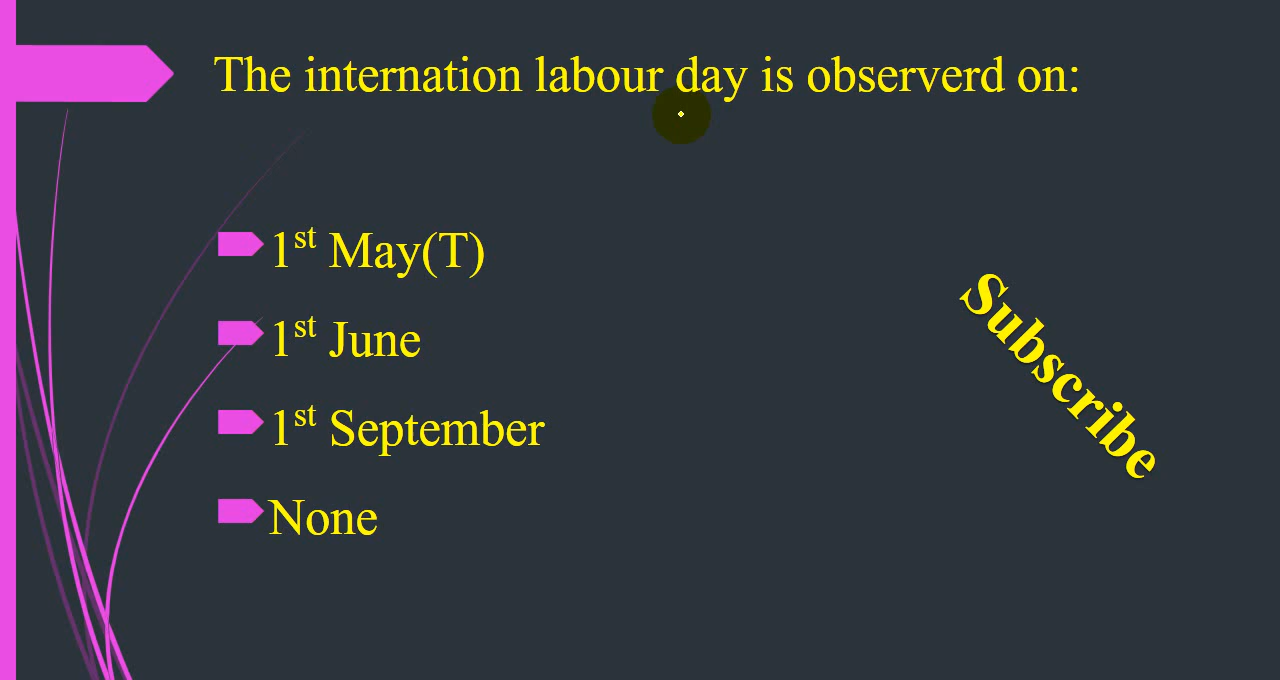 The internation labour day is observerd on:
1st May(T)
1st June
1st September
None
Subscribe